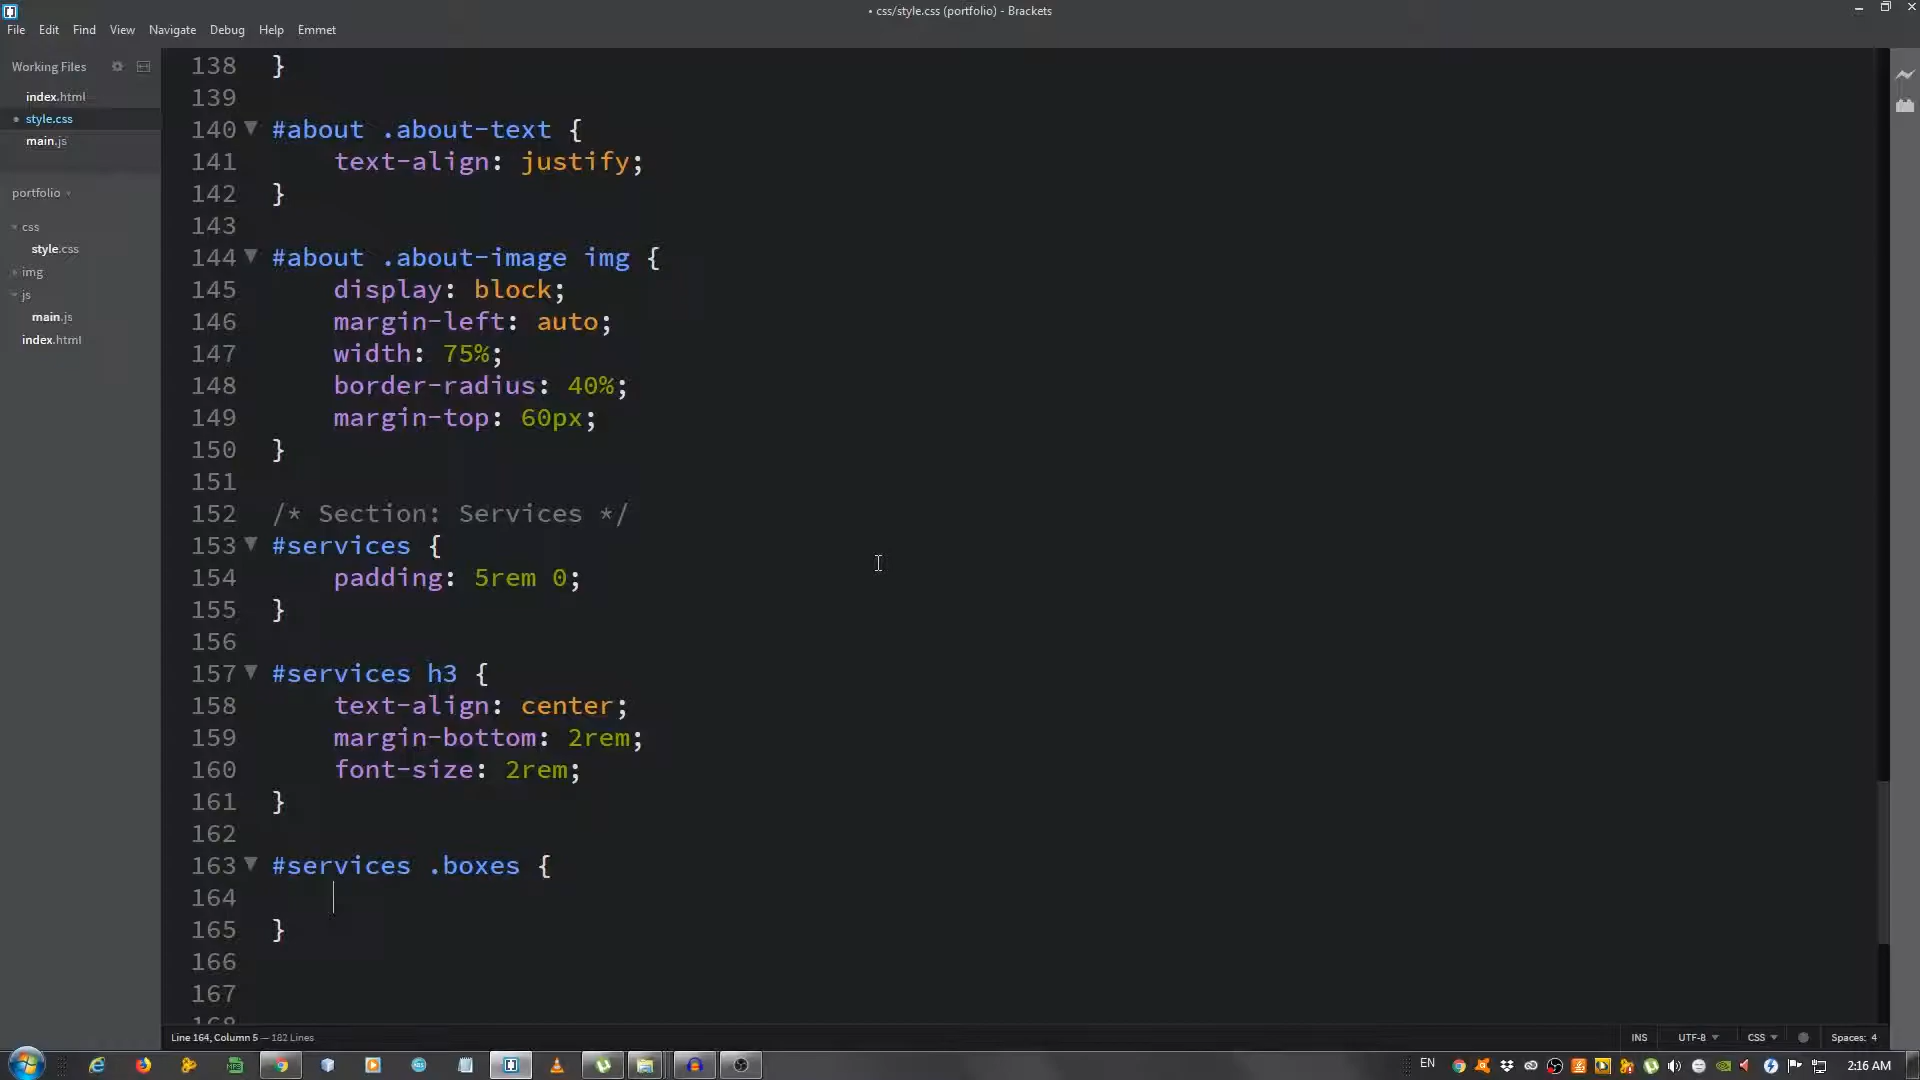 • css/style.css (portfolio) - Brackets
File Edit Find View Navigate Debug Help Emmet
Working Files
index.html
• style.css
main.js
portfolio
css
style.css
img
js
main.js
index.html
138 }
139
140 #about .about-text {
141 text-align: justify;
142 }
143
144 #about .about-image img {
145 display: block;
146 margin-left: auto;
147 width: 75%;
148 border-radius: 40%;
149 margin-top: 60px;
150 }
151
152 /* Section: Services */
153 #services {
154 padding: 5rem 0;
155 }
156
157 #services h3 {
158 text-align: center;
159 margin-bottom: 2rem;
160 font-size: 2rem;
161 }
162
163 #services .boxes {
164
165 }
166
167
168
Line 164, Column 5 — 182 Lines
INS UTF-8 CSS Spaces: 4
EN 2:16 AM